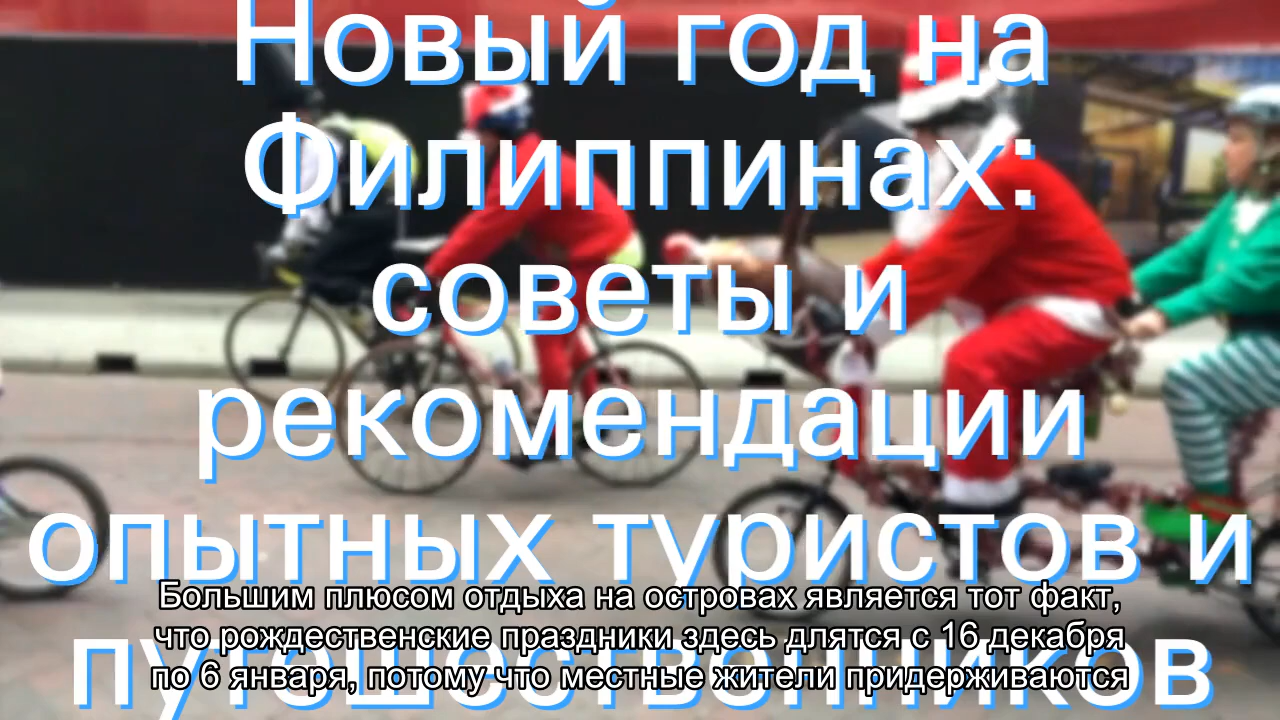 Новый год на
Филиппинах:
советы и
рекомендации
опытных туристов и
путешественников
Большим плюсом отдыха на островах является тот факт,
что рождественские праздники здесь длятся с 16 декабря
по 6 января, потому что местные жители придерживаются